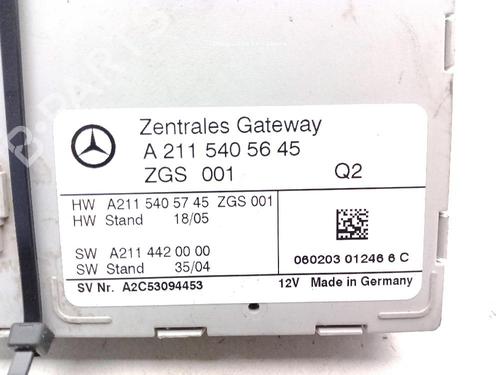 Zentrales Gateway
A 211 540 56 45
ZGS 001 Q2
HW A211 540 57 45 ZGS 001
HW Stand 18/05
SW A211 442 00 00
SW Stand 35/04
060203 01246 6 C
SV Nr. A2C53094453 12V Made in Germany